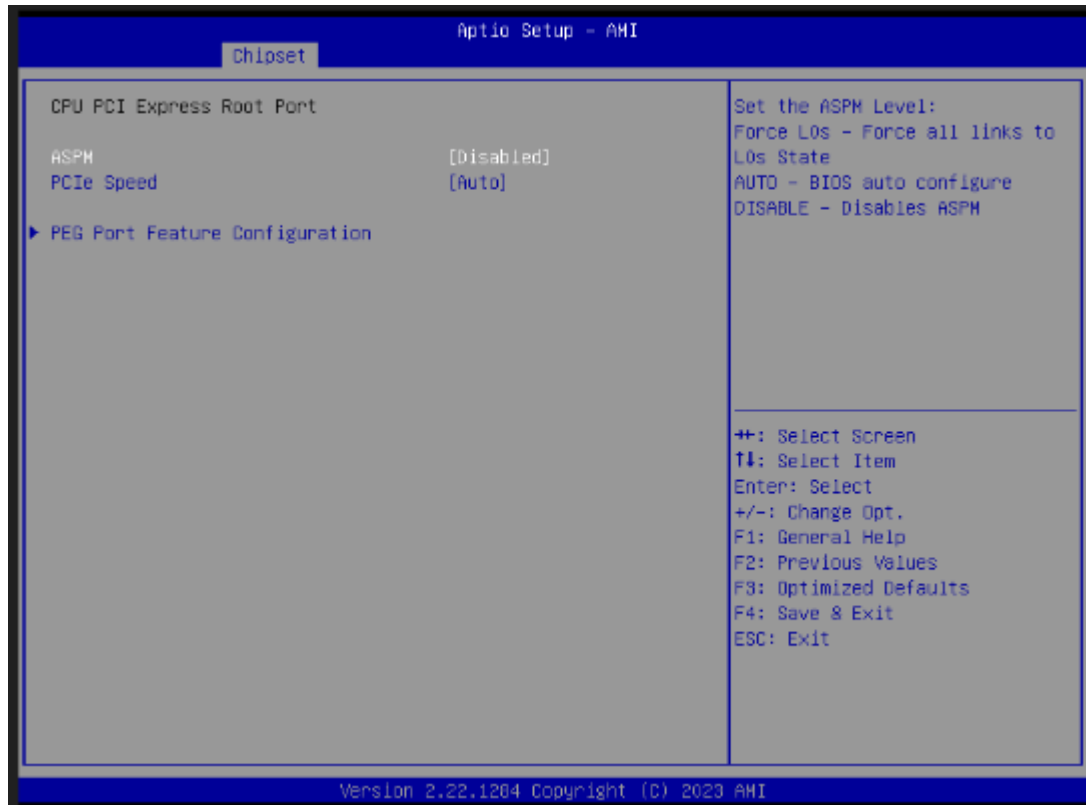 Aptio Setup - AMI
Chipset
CPU PCI Express Root Port
ASPM [Disabled]
PCIe Speed [Auto]
▶ PEG Port Feature Configuration
Set the ASPM Level:
Force L0s - Force all links to
L0s State
AUTO - BIOS auto configure
DISABLE - Disables ASPM
→←: Select Screen
↑↓: Select Item
Enter: Select
+/-: Change Opt.
F1: General Help
F2: Previous Values
F3: Optimized Defaults
F4: Save & Exit
ESC: Exit
Version 2.22.1284 Copyright (C) 2023 AMI